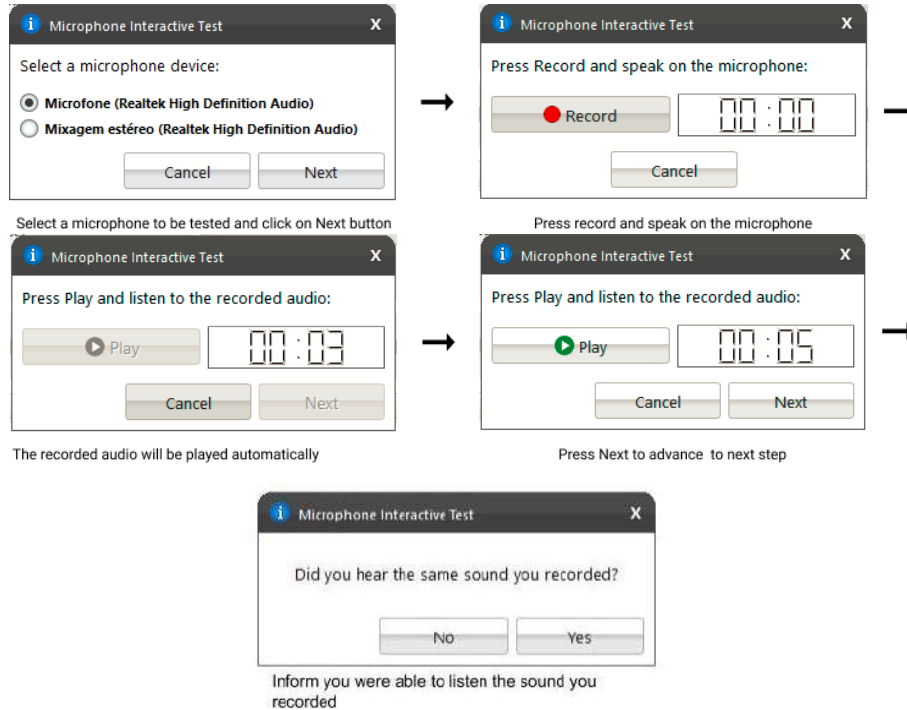 Microphone Interactive Test X
Select a microphone device:
Microfone (Realtek High Definition Audio)
Mixagem estéreo (Realtek High Definition Audio)
Cancel Next
Select a microphone to be tested and click on Next button
Microphone Interactive Test X
Press Record and speak on the microphone:
Record 00:00
Cancel
Press record and speak on the microphone
Microphone Interactive Test X
Press Play and listen to the recorded audio:
Play 00:03
Cancel Next
The recorded audio will be played automatically
Microphone Interactive Test X
Press Play and listen to the recorded audio:
Play 00:05
Cancel Next
Press Next to advance to next step
Microphone Interactive Test X
Did you hear the same sound you recorded?
No Yes
Inform you were able to listen the sound you
recorded